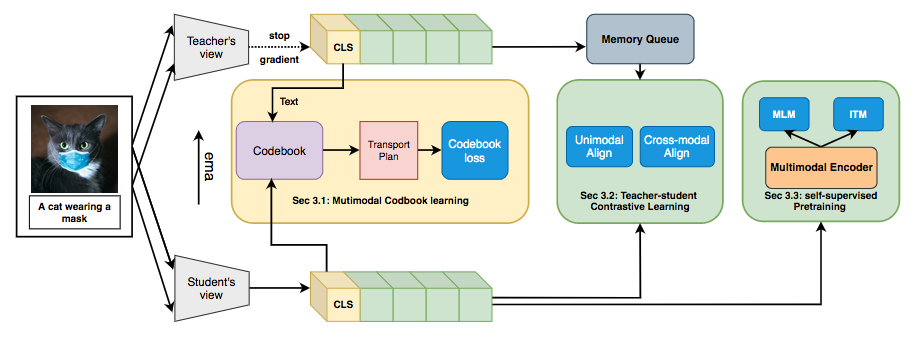 Teacher's
view
stop
gradient
CLS
Memory Queue
Text
Codebook
Transport
Plan
Codebook
loss
Sec 3.1: Mutimodal Codbook learning
Unimodal
Align
Cross-modal
Align
Sec 3.2: Teacher-student
Contrastive Learning
MLM
ITM
Multimodal Encoder
Sec 3.3: self-supervised
Pretraining
A cat wearing a
mask
ema
Student's
view
CLS